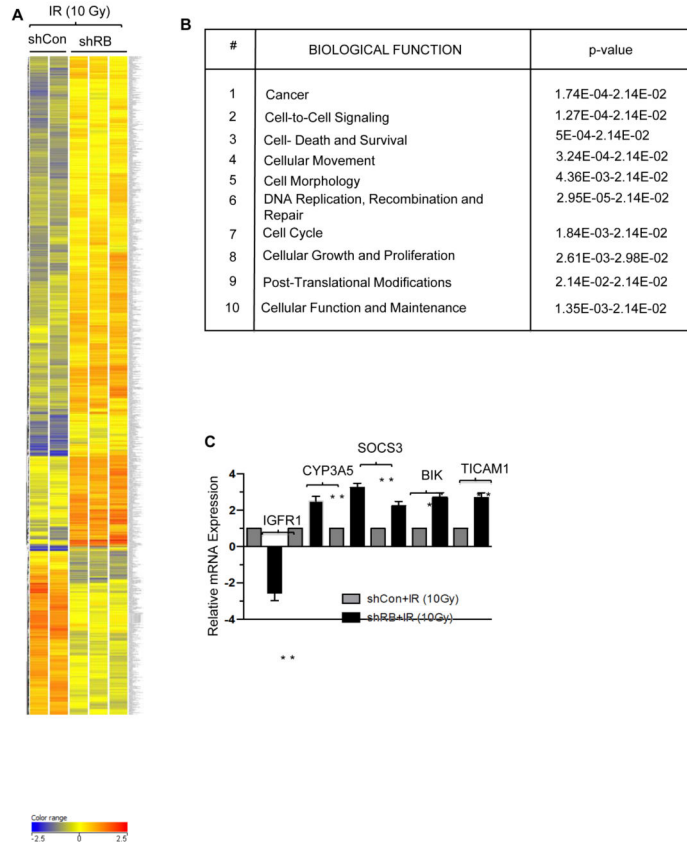 A
IR (10 Gy)
shCon shRB
Color range
-2.5 0 2.5
B
# BIOLOGICAL FUNCTION p-value
1 Cancer 1.74E-04-2.14E-02
2 Cell-to-Cell Signaling 1.27E-04-2.14E-02
3 Cell- Death and Survival 5E-04-2.14E-02
4 Cellular Movement 3.24E-04-2.14E-02
5 Cell Morphology 4.36E-03-2.14E-02
6 DNA Replication, Recombination and 2.95E-05-2.14E-02
Repair
7 Cell Cycle 1.84E-03-2.14E-02
8 Cellular Growth and Proliferation 2.61E-03-2.98E-02
9 Post-Translational Modifications 2.14E-02-2.14E-02
10 Cellular Function and Maintenance 1.35E-03-2.14E-02
C
Relative mRNA Expression
4
2
0
-2
-4
IGFR1
CYP3A5
* *
SOCS3
* *
BIK
*
TICAM1
* *
shCon+IR (10Gy)
shRB+IR (10Gy)
* *